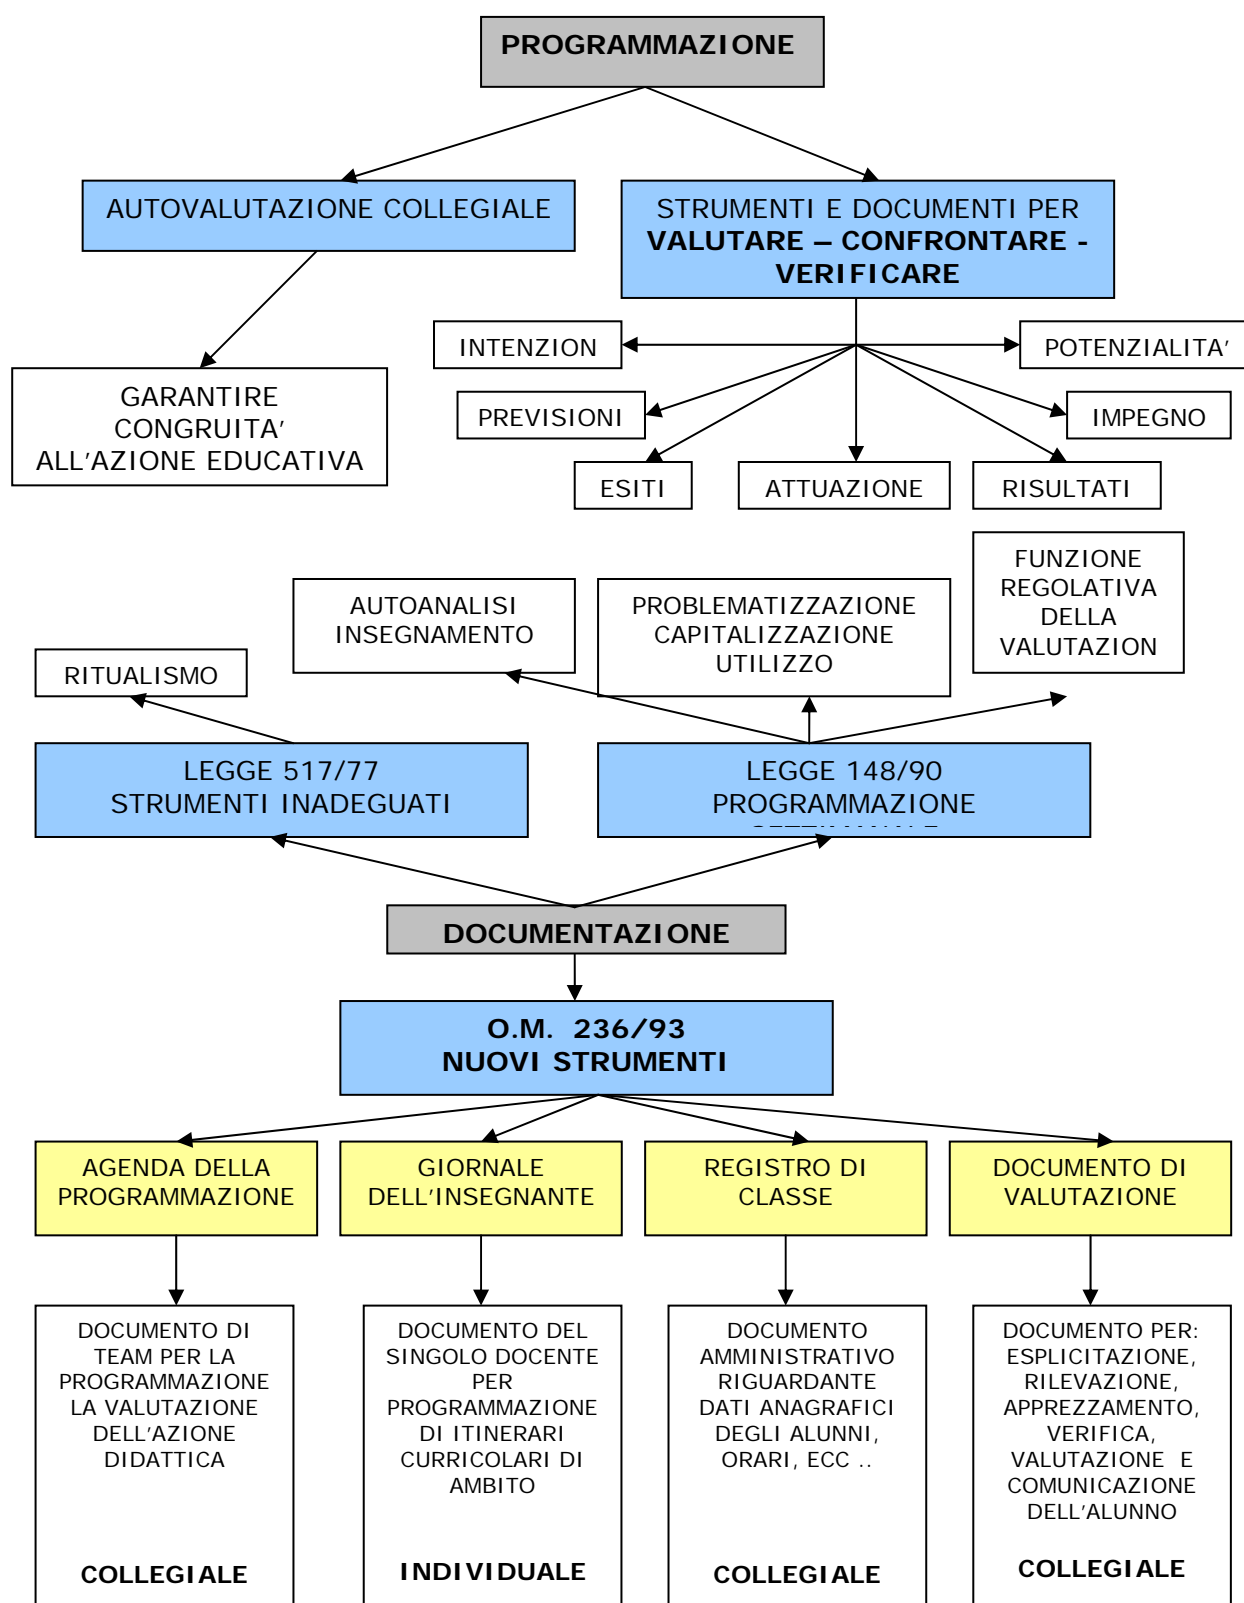 PROGRAMMAZIONE
AUTOVALUTAZIONE COLLEGIALE
STRUMENTI E DOCUMENTI PER
VALUTARE – CONFRONTARE -
VERIFICARE
INTENZION
POTENZIALITA’
PREVISIONI
IMPEGNO
GARANTIRE
CONGRUITA’
ALL’AZIONE EDUCATIVA
ESITI
ATTUAZIONE
RISULTATI
AUTOANALISI
INSEGNAMENTO
PROBLEMATIZZAZIONE
CAPITALIZZAZIONE
UTILIZZO
FUNZIONE
REGOLATIVA
DELLA
VALUTAZION
RITUALISMO
LEGGE 517/77
STRUMENTI INADEGUATI
LEGGE 148/90
PROGRAMMAZIONE
DOCUMENTAZIONE
O.M.  236/93
NUOVI STRUMENTI
AGENDA DELLA
PROGRAMMAZIONE
GIORNALE
DELL’INSEGNANTE
REGISTRO DI
CLASSE
DOCUMENTO DI
VALUTAZIONE
DOCUMENTO DI
TEAM PER LA
PROGRAMMAZIONE
LA VALUTAZIONE
DELL’AZIONE
DIDATTICA
COLLEGIALE
DOCUMENTO DEL
SINGOLO DOCENTE
PER
PROGRAMMAZIONE
DI ITINERARI
CURRICOLARI DI
AMBITO
INDIVIDUALE
DOCUMENTO
AMMINISTRATIVO
RIGUARDANTE
DATI ANAGRAFICI
DEGLI ALUNNI,
ORARI, ECC ..
COLLEGIALE
DOCUMENTO PER:
ESPLICITAZIONE,
RILEVAZIONE,
APPREZZAMENTO,
VERIFICA,
VALUTAZIONE  E
COMUNICAZIONE
DELL’ALUNNO
COLLEGIALE